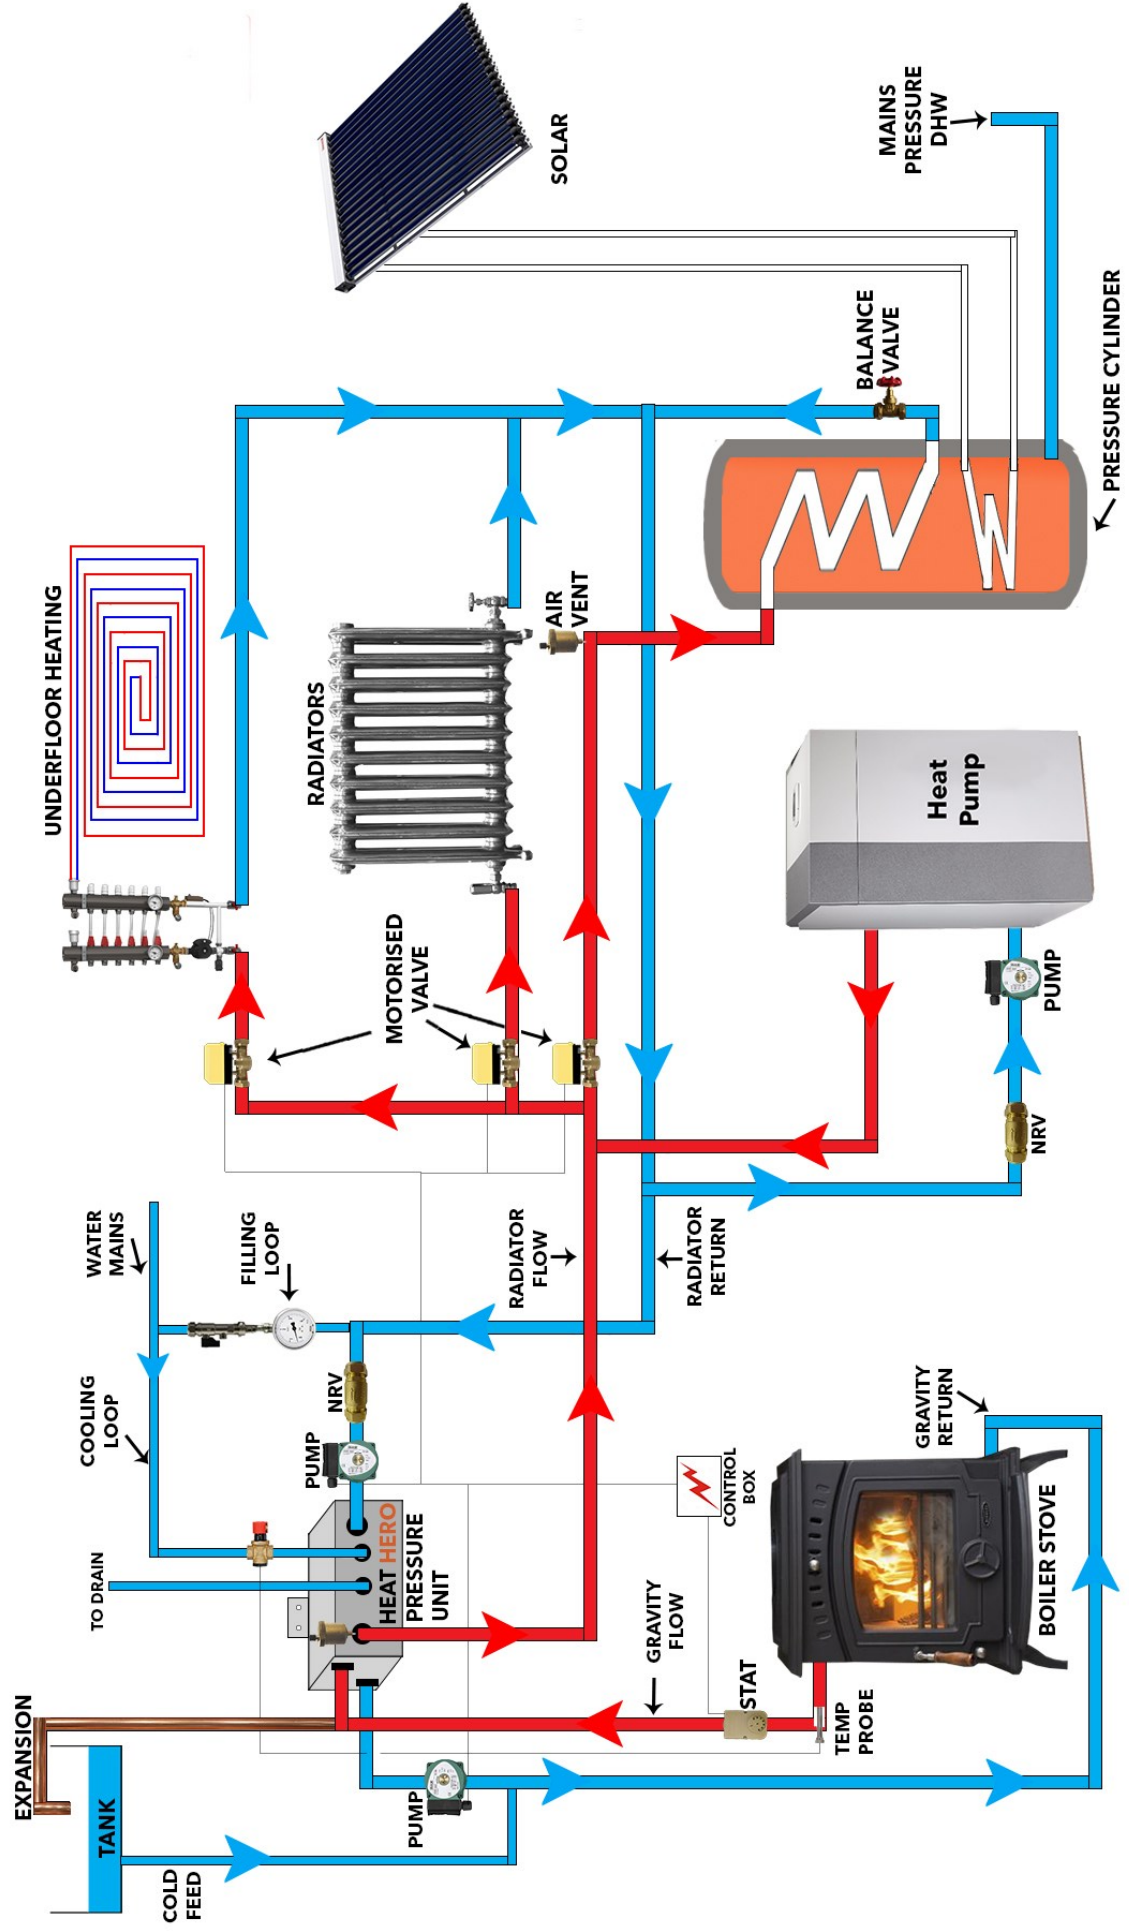 EXPANSION
TANK
COLD
FEED
TO DRAIN
COOLING
LOOP
WATER
MAINS
FILLING
LOOP
NRV
PUMP
HEAT HERO
PRESSURE
UNIT
PUMP
GRAVITY
FLOW
STAT
TEMP
PROBE
CONTROL
BOX
BOILER STOVE
GRAVITY
RETURN
RADIATOR
FLOW
RADIATOR
RETURN
MOTORISED
VALVE
UNDERFLOOR HEATING
RADIATORS
AIR
VENT
Heat
Pump
PUMP
NRV
SOLAR
BALANCE
VALVE
MAINS
PRESSURE
DHW
PRESSURE CYLINDER